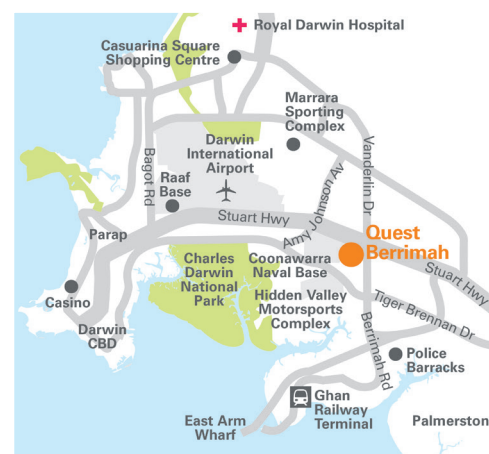 Royal Darwin Hospital
Casuarina Square
Shopping Centre
Marrara
Sporting
Complex
Darwin
International
Airport
Bagot Rd
Raaf
Base
Vanderlin Dr
Amy Johnson Av
Stuart Hwy
Parap
Quest
Berrimah
Charles
Darwin
National
Park
Coonawarra
Naval Base
Stuart Hwy
Casino
Hidden Valley
Motorsports
Complex
Tiger Brennan Dr
Darwin
CBD
Berrimah Rd
Police
Barracks
Ghan
Railway
Terminal
East Arm
Wharf
Palmerston